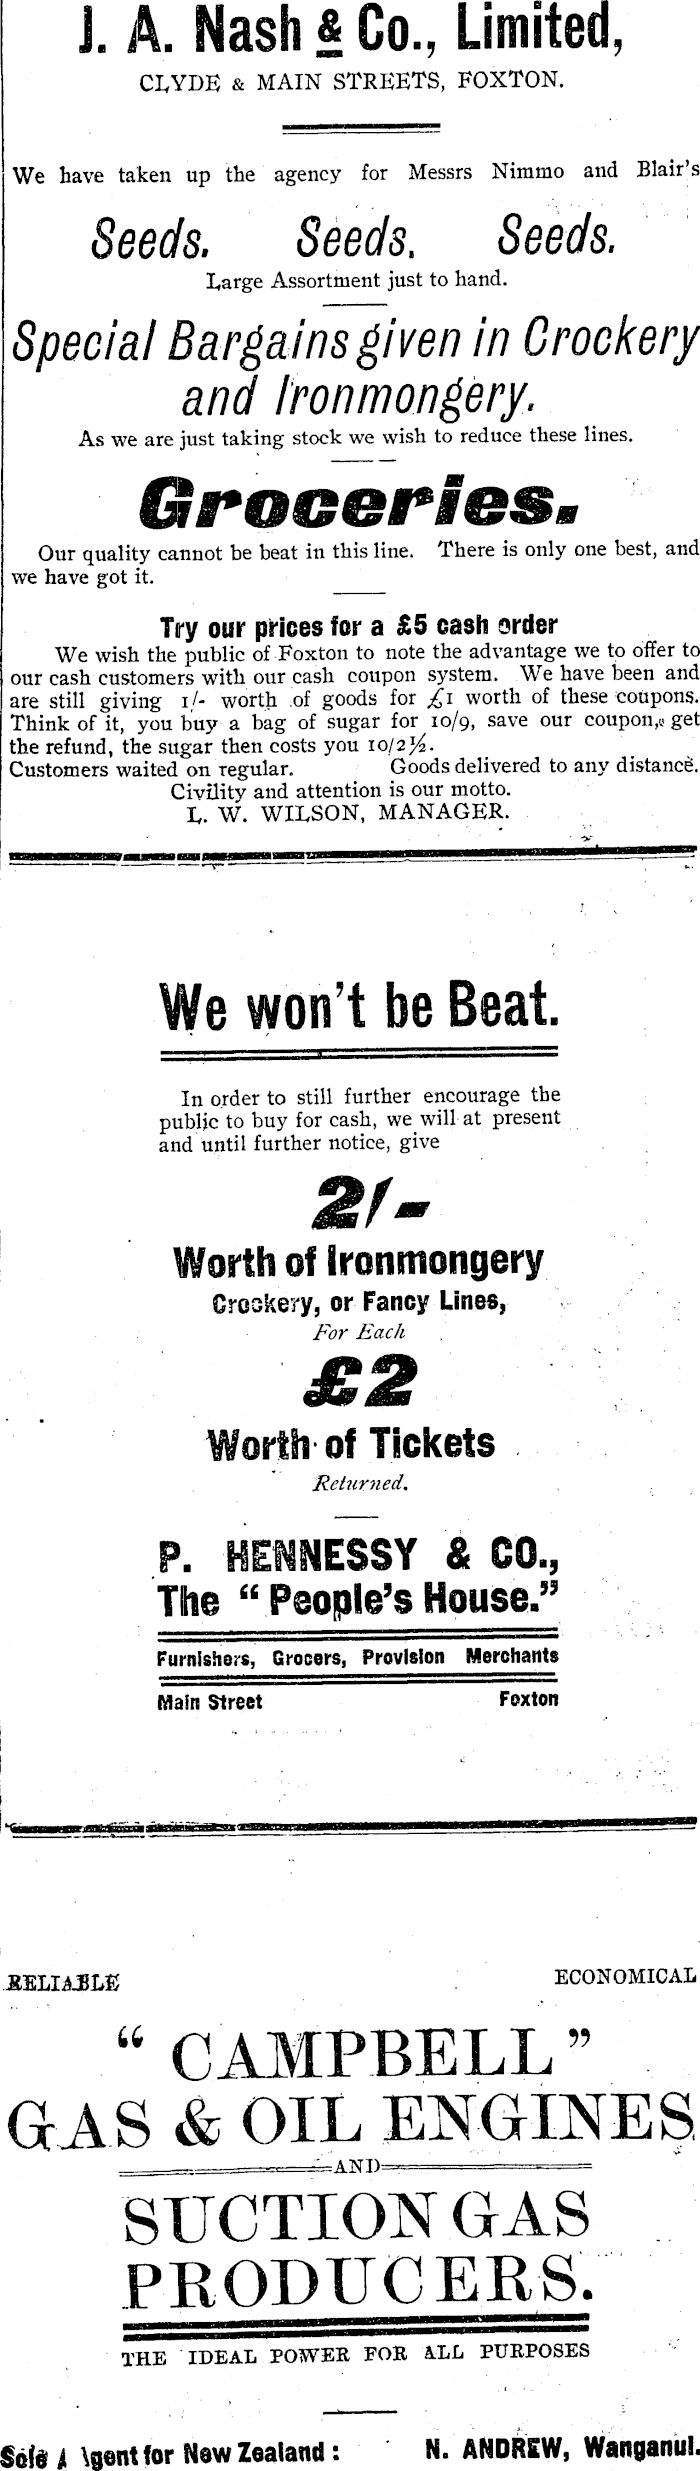 J. A. Nash & Co., Limited,
CLYDE & MAIN STREETS, FOXTON.
We have taken up the agency for Messrs Nimmo and Blair's
Seeds. Seeds. Seeds.
Large Assortment just to hand.
Special Bargains given in Crockery
and Ironmongery.
As we are just taking stock we wish to reduce these lines.
Groceries.
Our quality cannot be beat in this line. There is only one best, and
we have got it.
Try our prices for a £5 cash order
We wish the public of Foxton to note the advantage we to offer to
our cash customers with our cash coupon system. We have been and
are still giving 1/- worth of goods for £1 worth of these coupons.
Think of it, you buy a bag of sugar for 10/9, save our coupon, get
the refund, the sugar then costs you 10/2½.
Customers waited on regular. Goods delivered to any distance.
Civility and attention is our motto.
L. W. WILSON, MANAGER.
We won't be Beat.
In order to still further encourage the
public to buy for cash, we will at present
and until further notice, give
2/-
Worth of Ironmongery
Crockery, or Fancy Lines,
For Each
£2
Worth of Tickets
Returned.
P. HENNESSY & CO.,
The "People's House."
Furnishers, Grocers, Provision Merchants
Main Street Foxton
RELIABLE ECONOMICAL
"CAMPBELL"
GAS & OIL ENGINES
AND
SUCTION GAS
PRODUCERS.
THE IDEAL POWER FOR ALL PURPOSES
Sole Agent for New Zealand: N. ANDREW, Wanganui.